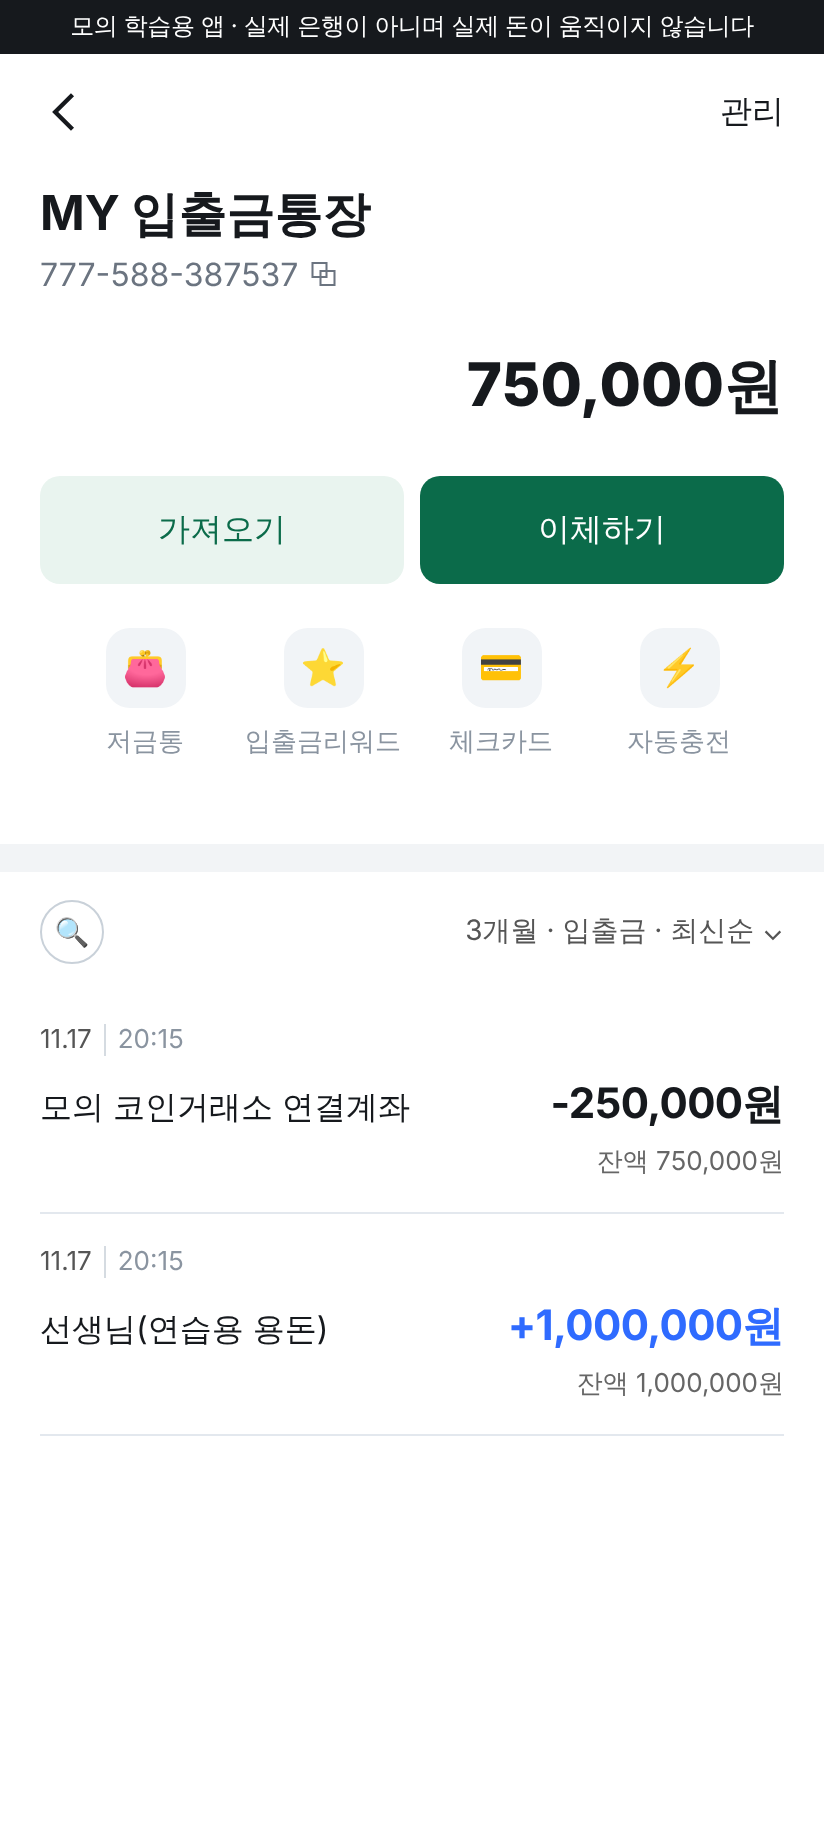 모의 학습용 앱 · 실제 은행이 아니며 실제 돈이 움직이지 않습니다
관리
MY 입출금통장
777-588-387537
750,000원
가져오기
이체하기
저금통
입출금리워드
체크카드
자동충전
3개월 · 입출금 · 최신순
11.17 20:15
모의 코인거래소 연결계좌
-250,000원
잔액 750,000원
11.17 20:15
선생님(연습용 용돈)
+1,000,000원
잔액 1,000,000원